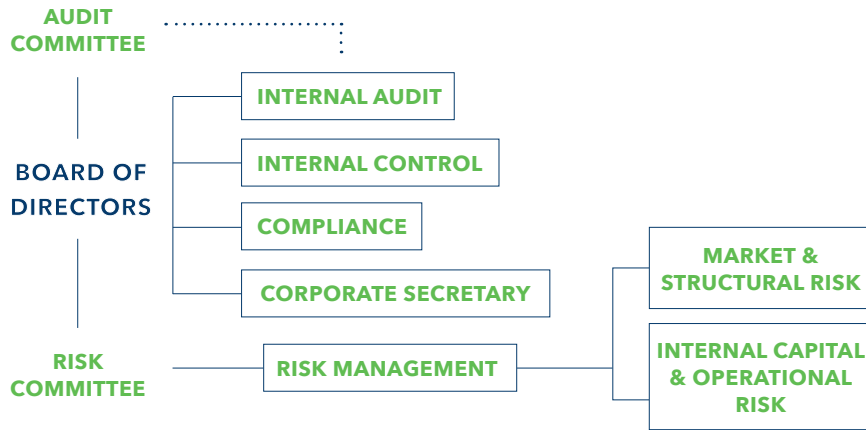 AUDIT
COMMITTEE
INTERNAL AUDIT
INTERNAL CONTROL
BOARD OF
DIRECTORS
COMPLIANCE
CORPORATE SECRETARY
MARKET &
STRUCTURAL RISK
RISK
COMMITTEE
RISK MANAGEMENT
INTERNAL CAPITAL
& OPERATIONAL
RISK